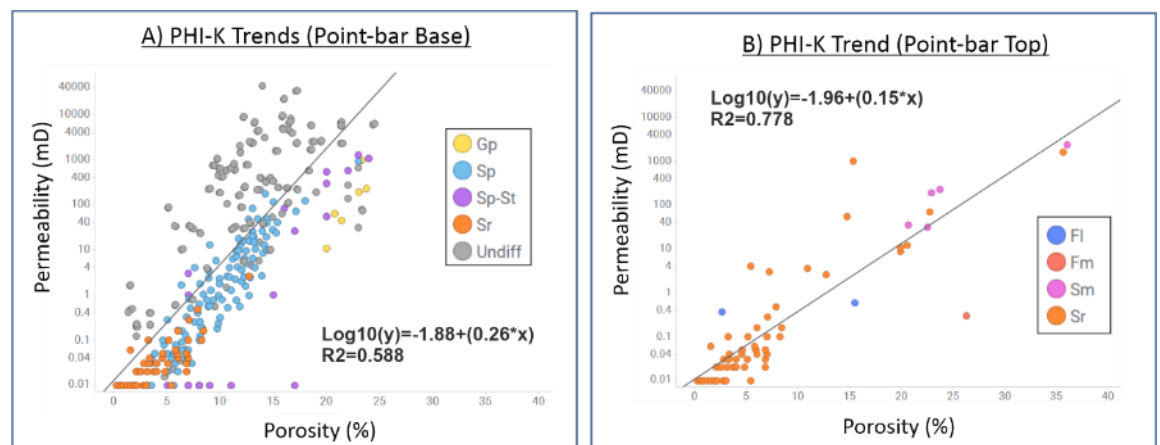 A) PHI-K Trends (Point-bar Base)
40000
10000
4000
1000
400
100
40
10
4
1
0.4
0.1
0.04
0.01
Permeability (mD)
Gp
Sp
Sp-St
Sr
Undiff
Log10(y)=-1.88+(0.26*x)
R2=0.588
0 5 10 15 20 25 30 35 40
Porosity (%)
B) PHI-K Trend (Point-bar Top)
Log10(y)=-1.96+(0.15*x)
R2=0.778
40000
10000
4000
1000
400
100
40
10
4
1
0.4
0.1
0.04
0.01
Permeability (mD)
Fl
Fm
Sm
Sr
0 5 10 15 20 25 30 35 40
Porosity (%)